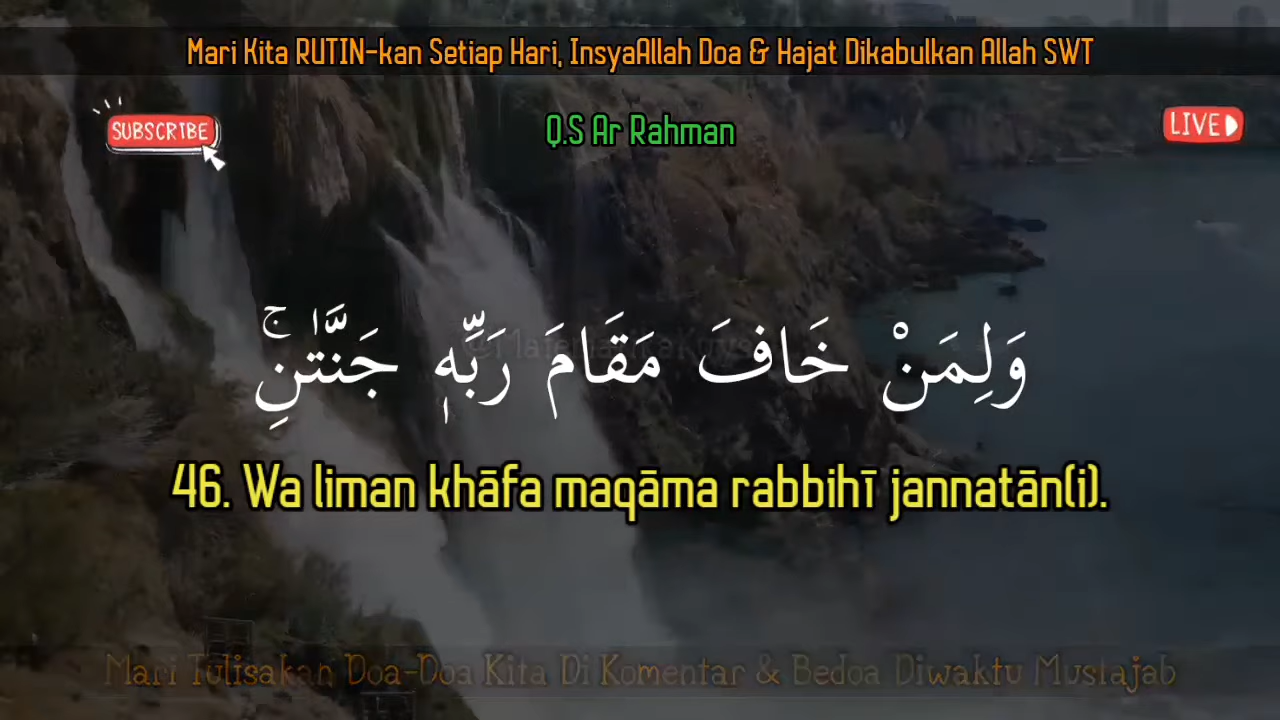 Mari Kita RUTIN-kan Setiap Hari, InsyaAllah Doa & Hajat Dikabulkan Allah SWT
SUBSCRIBE
Q.S Ar Rahman
LIVE
وَلِمَنْ خَافَ مَقَامَ رَبِّهٖ جَنَّتٰنِۚ
46. Wa liman khāfa maqāma rabbihī jannatān(i).
Mari Tulisakan Doa-Doa Kita Di Komentar & Bedoa Diwaktu Mustajab